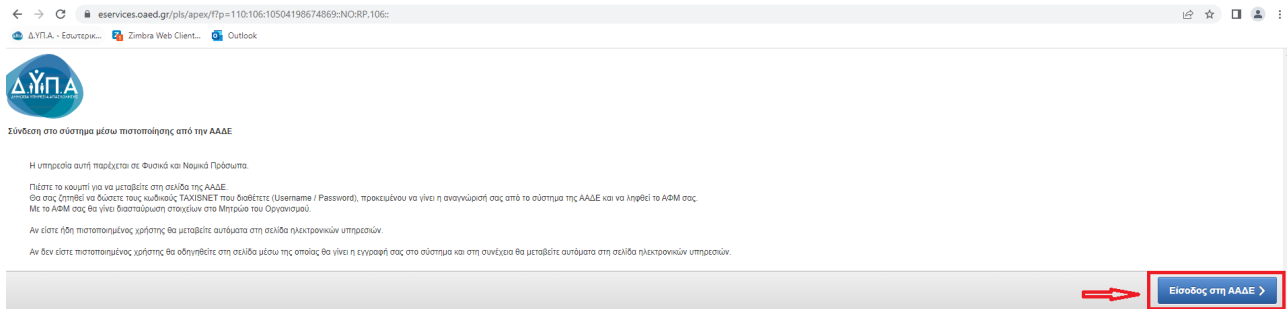 eservices.oaed.gr/pls/apex/f?p=110:106:10504198674869::NO:RP,106::
Δ.ΥΠ.Α. - Εσωτερικ... Zimbra Web Client... Outlook
Δ.ΥΠ.Α
ΔΗΜΟΣΙΑ ΥΠΗΡΕΣΙΑ ΑΠΑΣΧΟΛΗΣΗΣ
Σύνδεση στο σύστημα μέσω πιστοποίησης από την ΑΑΔΕ
Η υπηρεσία αυτή παρέχεται σε Φυσικά και Νομικά Πρόσωπα.
Πιέστε το κουμπί για να μεταβείτε στη σελίδα της ΑΑΔΕ.
Θα σας ζητηθεί να δώσετε τους κωδικούς TAXISNET που διαθέτετε (Username / Password), προκειμένου να γίνει η αναγνώρισή σας από το σύστημα της ΑΑΔΕ και να ληφθεί το ΑΦΜ σας.
Με το ΑΦΜ σας θα γίνει διασταύρωση στοιχείων στο Μητρώο του Οργανισμού.
Αν είστε ήδη πιστοποιημένος χρήστης θα μεταβείτε αυτόματα στη σελίδα ηλεκτρονικών υπηρεσιών.
Αν δεν είστε πιστοποιημένος χρήστης θα οδηγηθείτε στη σελίδα μέσω της οποίας θα γίνει η εγγραφή σας στο σύστημα και στη συνέχεια θα μεταβείτε αυτόματα στη σελίδα ηλεκτρονικών υπηρεσιών.
Είσοδος στη ΑΑΔΕ